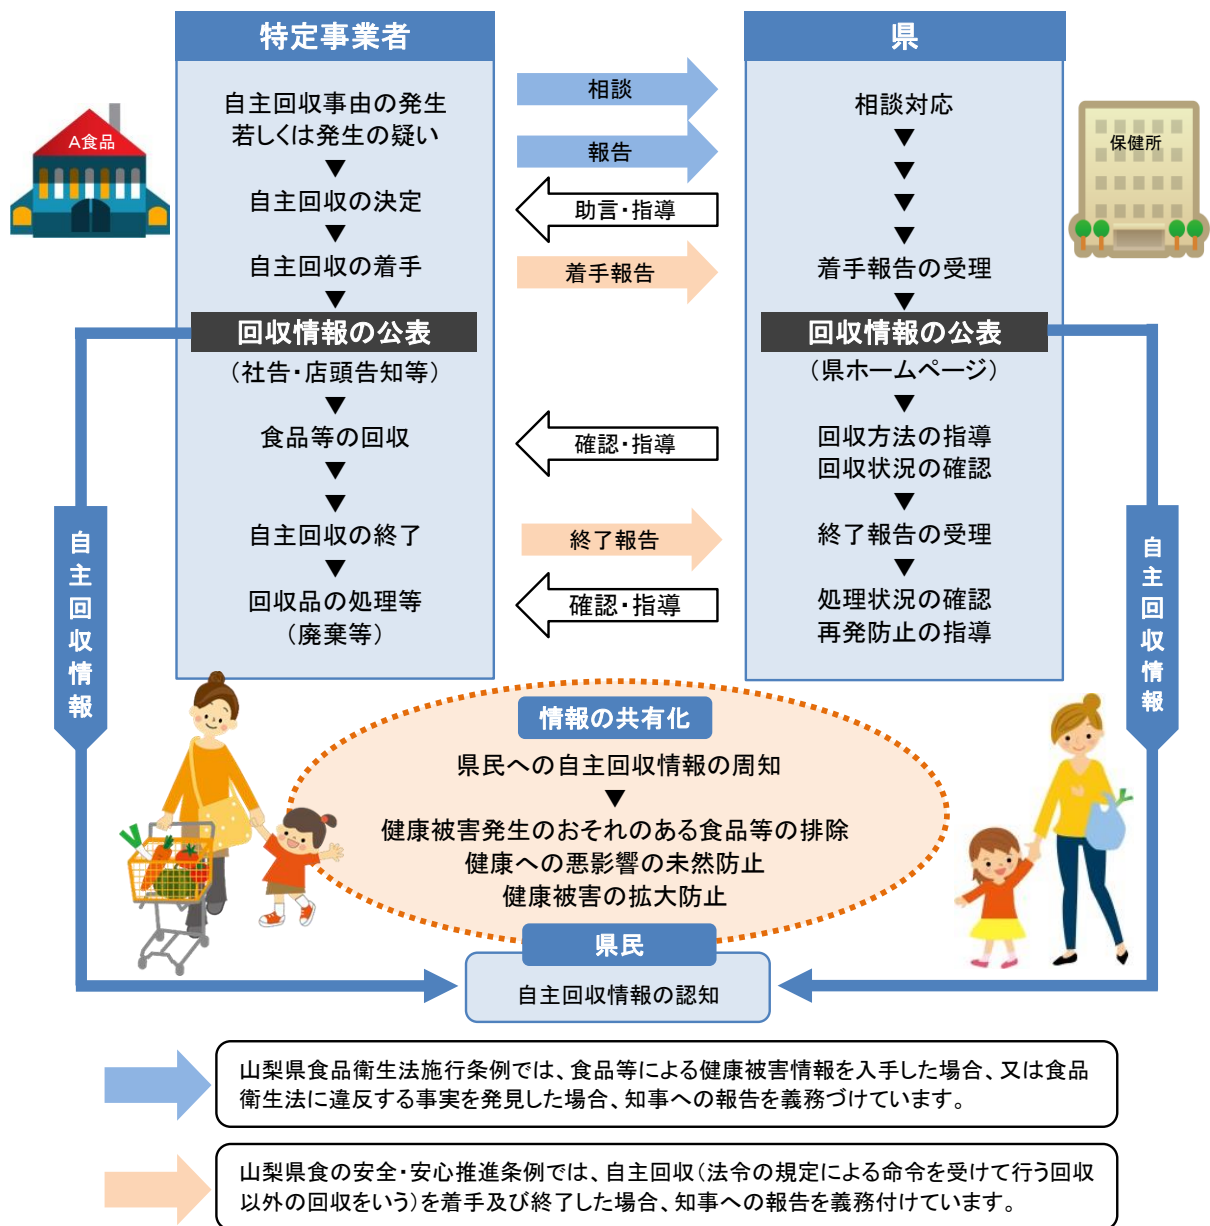 特定事業者
自主回収事由の発生
若しくは発生の疑い
▼
自主回収の決定
▼
自主回収の着手
▼
回収情報の公表
（社告・店頭告知等）
▼
食品等の回収
▼
▼
自主回収の終了
▼
回収品の処理等
（廃棄等）
A食品
相談
報告
助言・指導
着手報告
確認・指導
終了報告
確認・指導
県
相談対応
▼
▼
▼
▼
着手報告の受理
▼
回収情報の公表
（県ホームページ）
▼
回収方法の指導
回収状況の確認
▼
終了報告の受理
▼
処理状況の確認
再発防止の指導
保健所
自主回収情報
自主回収情報
情報の共有化
県民への自主回収情報の周知
▼
健康被害発生のおそれのある食品等の排除
健康への悪影響の未然防止
健康被害の拡大防止
県民
自主回収情報の認知
山梨県食品衛生法施行条例では、食品等による健康被害情報を入手した場合、又は食品
衛生法に違反する事実を発見した場合、知事への報告を義務づけています。
山梨県食の安全・安心推進条例では、自主回収（法令の規定による命令を受けて行う回収
以外の回収をいう）を着手及び終了した場合、知事への報告を義務付けています。